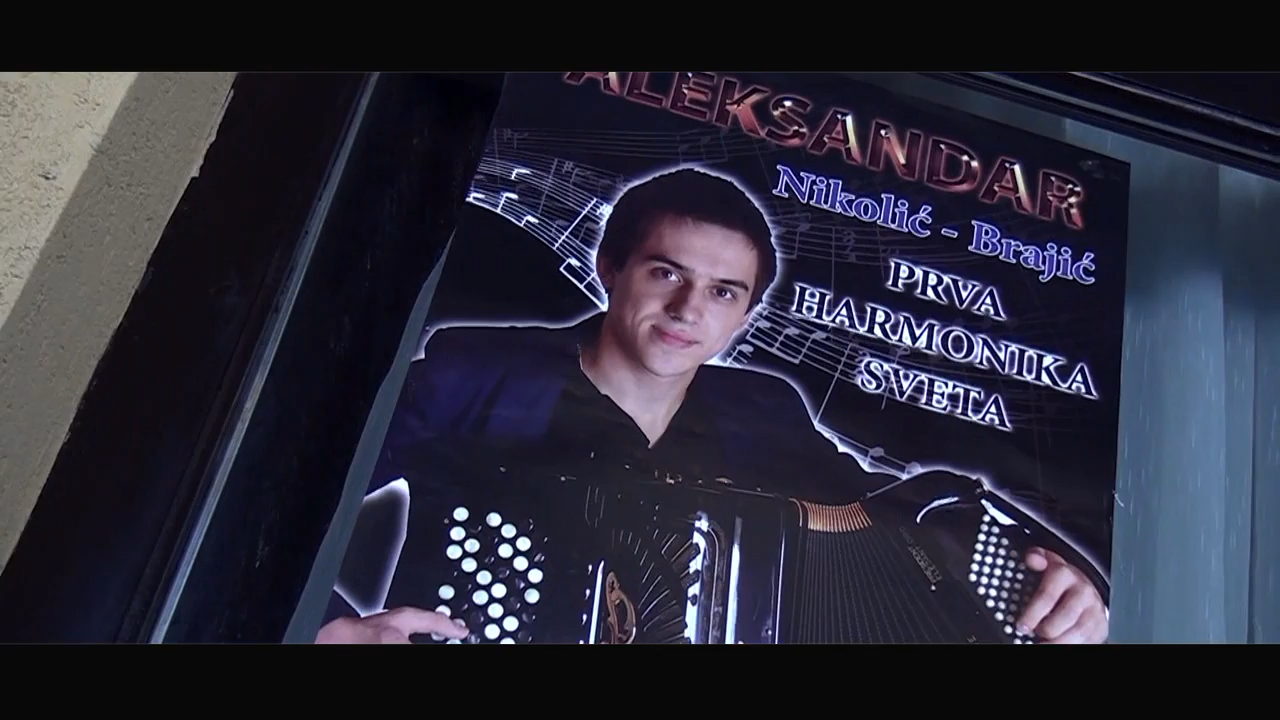 ALEKSANDAR
Nikolić - Brajić
PRVA
HARMONIKA
SVETA